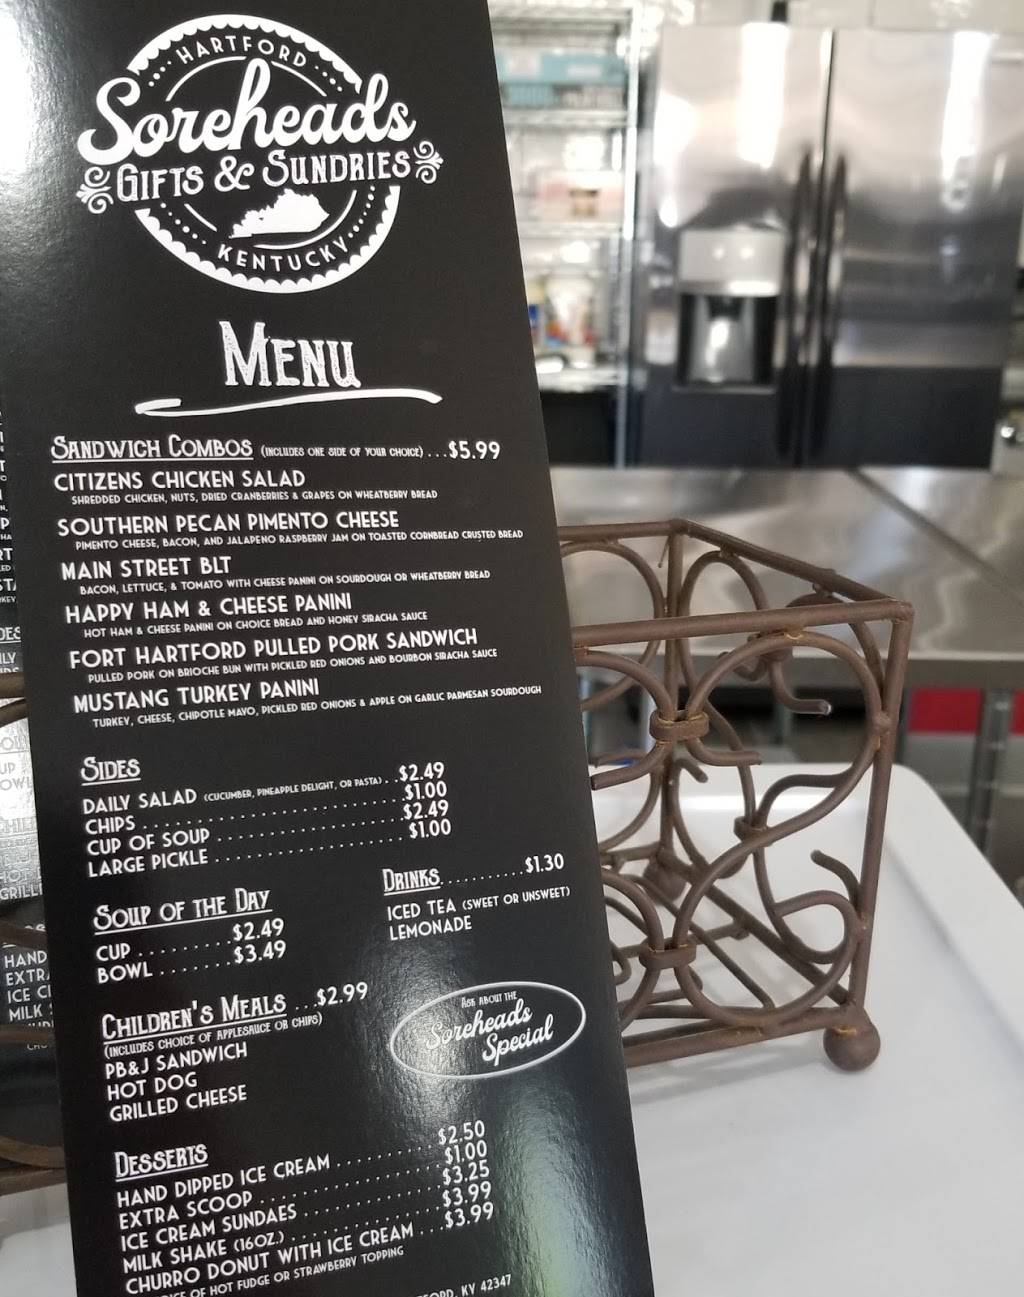 HARTFORD
Soreheads
GIFTS & SUNDRIES
KENTUCKY
MENU
SANDWICH COMBOS (INCLUDES ONE SIDE OF YOUR CHOICE) ...$5.99
CITIZENS CHICKEN SALAD
SHREDDED CHICKEN, NUTS, DRIED CRANBERRIES & GRAPES ON WHEATBERRY BREAD
SOUTHERN PECAN PIMENTO CHEESE
PIMENTO CHEESE, BACON, AND JALAPENO RASPBERRY JAM ON TOASTED CORNBREAD CRUSTED BREAD
MAIN STREET BLT
BACON, LETTUCE, & TOMATO WITH CHEESE PANINI ON SOURDOUGH OR WHEATBERRY BREAD
HAPPY HAM & CHEESE PANINI
HOT HAM & CHEESE PANINI ON CHOICE BREAD AND HONEY SIRACHA SAUCE
FORT HARTFORD PULLED PORK SANDWICH
PULLED PORK ON BRIOCHE BUN WITH PICKLED RED ONIONS AND BOURBON SIRACHA SAUCE
MUSTANG TURKEY PANINI
TURKEY, CHEESE, CHIPOTLE MAYO, PICKLED RED ONIONS & APPLE ON GARLIC PARMESAN SOURDOUGH
SIDES
DAILY SALAD (CUCUMBER, PINEAPPLE DELIGHT, OR PASTA) ..$2.49
CHIPS ..................$1.00
CUP OF SOUP ..................$2.49
LARGE PICKLE ..................$1.00
SOUP OF THE DAY
CUP .........$2.49
BOWL .......$3.49
DRINKS..........$1.30
ICED TEA (SWEET OR UNSWEET)
LEMONADE
CHILDREN'S MEALS ...$2.99
(INCLUDES CHOICE OF APPLESAUCE OR CHIPS)
PB&J SANDWICH
HOT DOG
GRILLED CHEESE
ASK ABOUT THE
Soreheads
Special
DESSERTS
HAND DIPPED ICE CREAM ..........$2.50
EXTRA SCOOP ..................$1.00
ICE CREAM SUNDAES ..............$3.25
MILK SHAKE (16OZ.) ..............$3.99
CHURRO DONUT WITH ICE CREAM ...$3.99
OF HOT FUDGE OR STRAWBERRY TOPPING
KY 42347